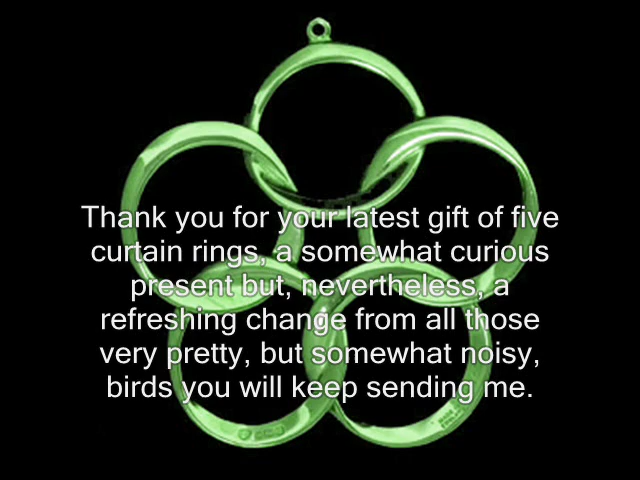 Thank you for your latest gift of five
curtain rings, a somewhat curious
present but, nevertheless, a
refreshing change from all those
very pretty, but somewhat noisy,
birds you will keep sending me.